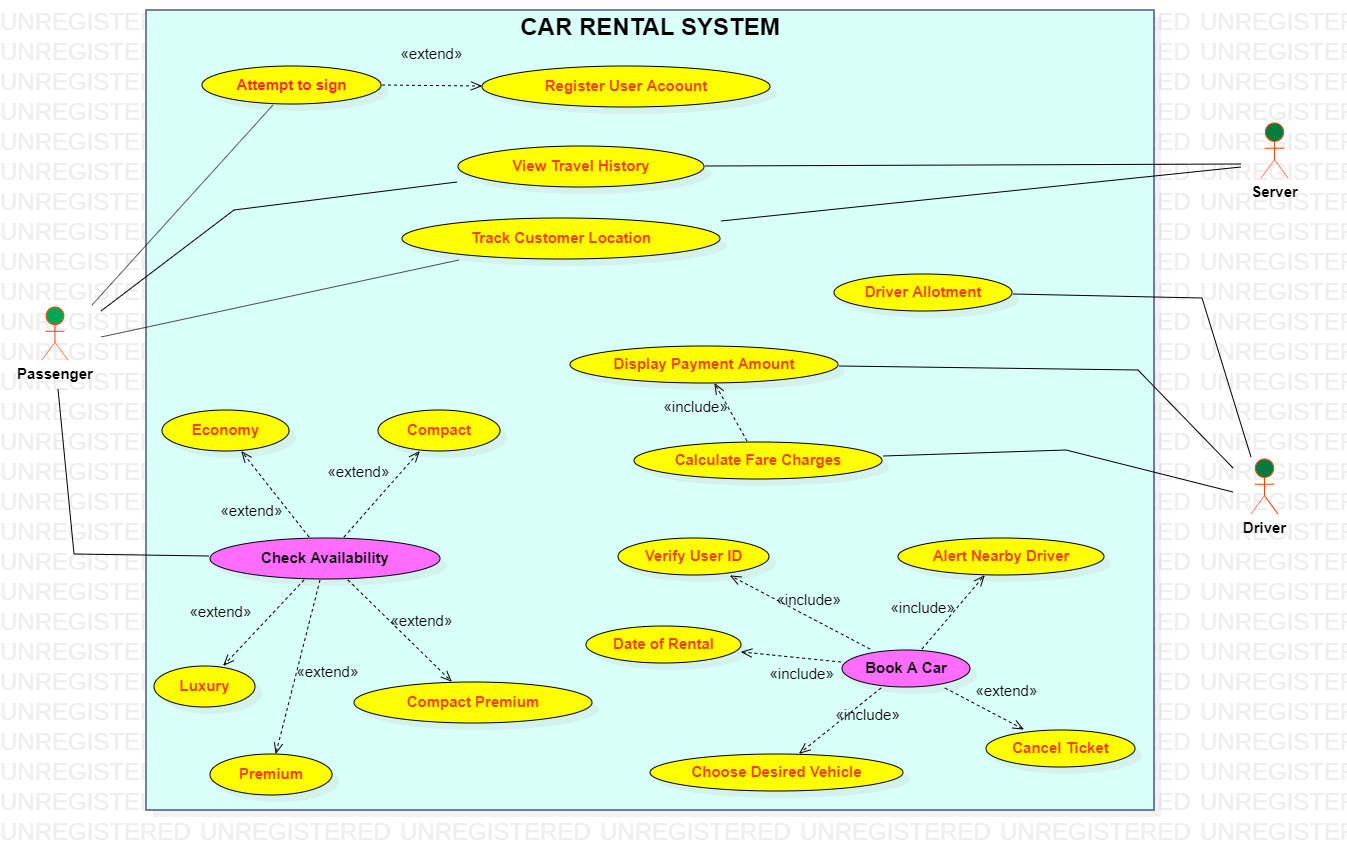 CAR RENTAL SYSTEM
«extend»
Attempt to sign
Register User Acoount
View Travel History
Server
Track Customer Location
Driver Allotment
Display Payment Amount
Passenger
«include»
Economy
Compact
Calculate Fare Charges
«extend»
«extend»
Driver
Check Availability
Verify User ID
Alert Nearby Driver
«include»
«include»
«extend»
«extend»
Date of Rental
Book A Car
«extend»
«include»
Luxury
«extend»
Compact Premium
«include»
Cancel Ticket
Premium
Choose Desired Vehicle
UNREGISTERED UNREGISTERED UNREGISTERED UNREGISTERED UNREGISTERED UNREGISTERED UNREGISTERED